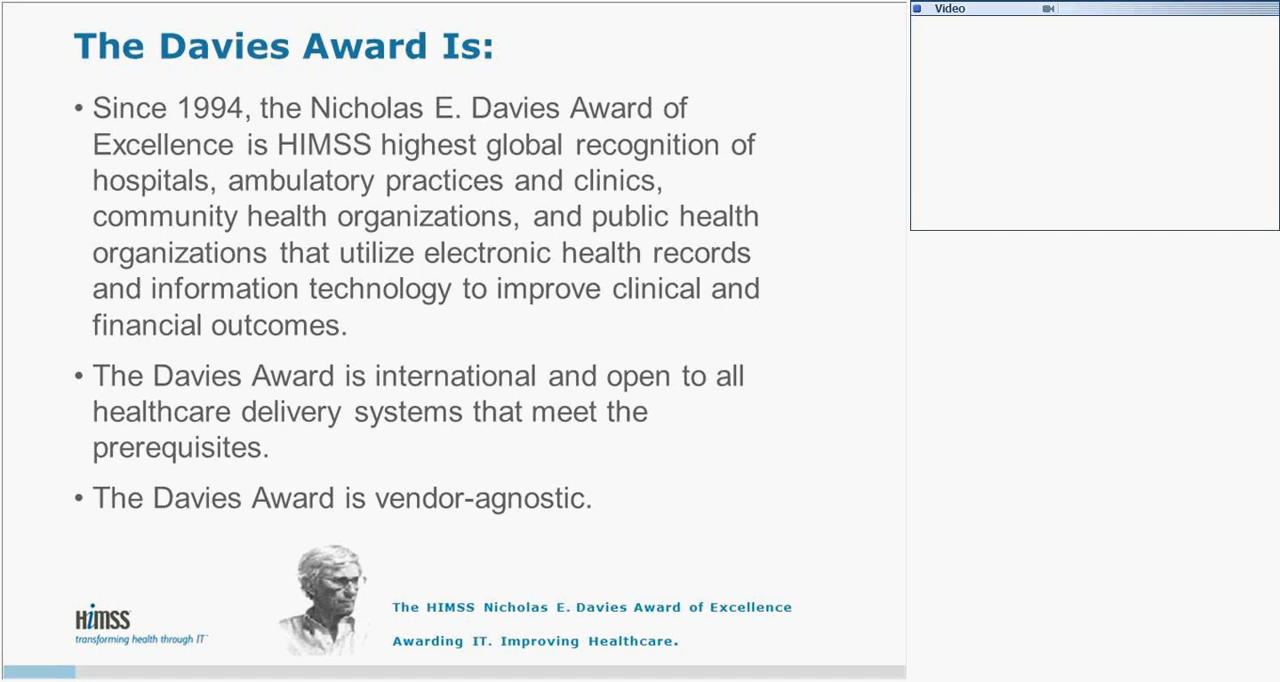 The Davies Award Is:
• Since 1994, the Nicholas E. Davies Award of
Excellence is HIMSS highest global recognition of
hospitals, ambulatory practices and clinics,
community health organizations, and public health
organizations that utilize electronic health records
and information technology to improve clinical and
financial outcomes.
• The Davies Award is international and open to all
healthcare delivery systems that meet the
prerequisites.
• The Davies Award is vendor-agnostic.
HiMSS
transforming health through IT™
The HIMSS Nicholas E. Davies Award of Excellence
Awarding IT. Improving Healthcare.
Video